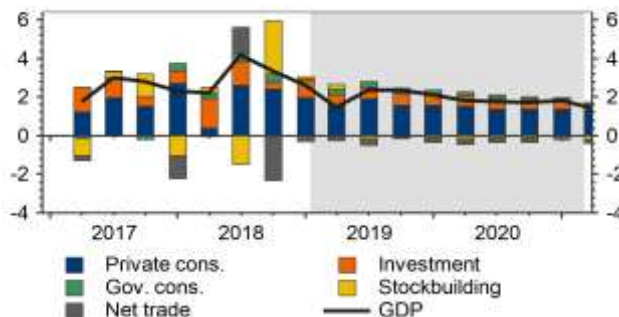 6 6
4 4
2 2
0 0
-2 -2
-4 -4
2017 2018 2019 2020
Private cons. Investment
Gov. cons. Stockbuilding
Net trade GDP